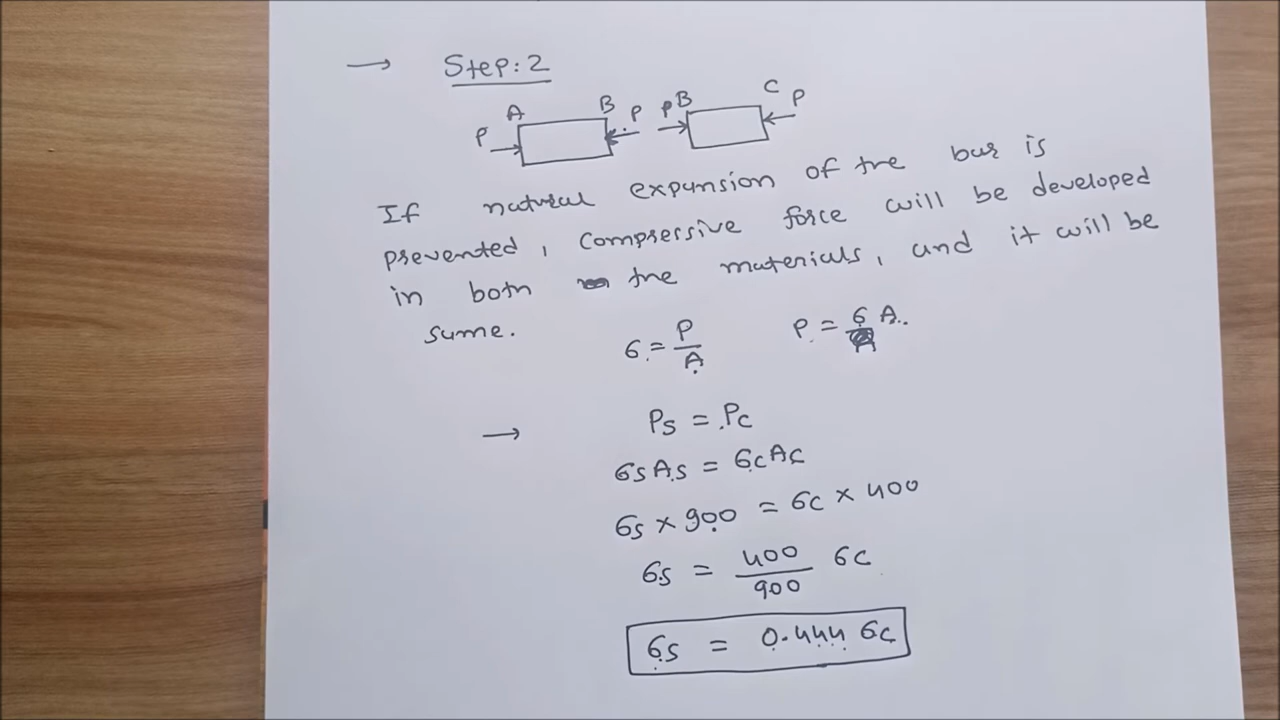 → Step: 2
A B C
P P P P
If natural expansion of the bar is
prevented, compressive force will be developed
in both the materials, and it will be
same.
σ = P/A P = σ A.
→ Ps = Pc
σs As = σc Ac
σs × 900 = σc × 400
σs = 400/900 σc
σs = 0.444 σc